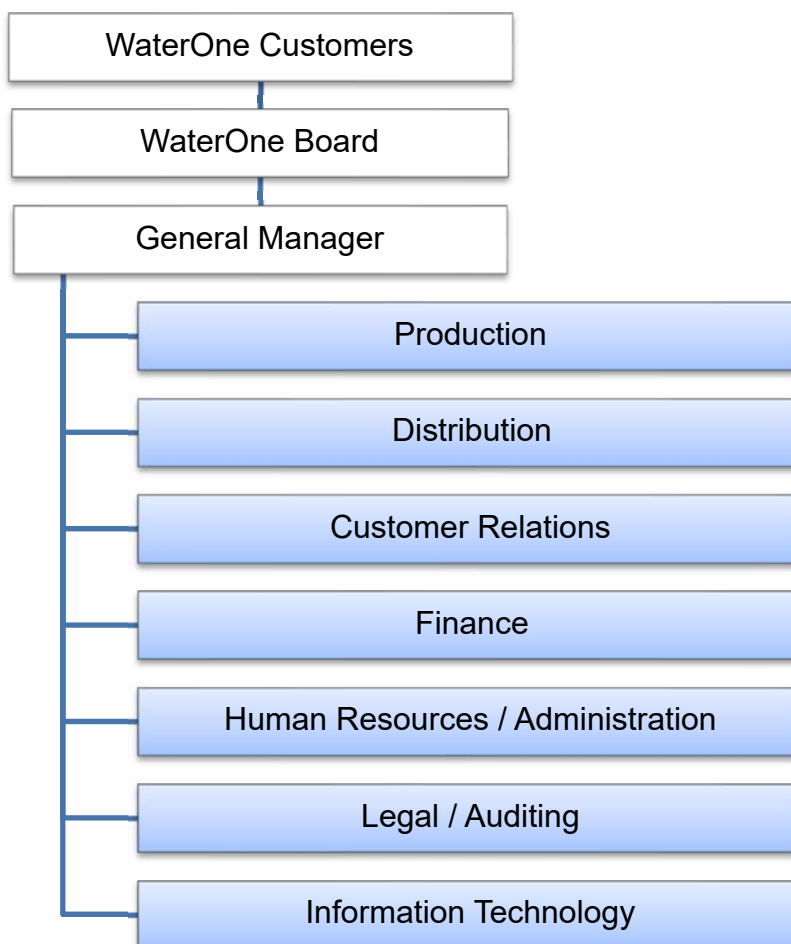 WaterOne Customers
WaterOne Board
General Manager
Production
Distribution
Customer Relations
Finance
Human Resources / Administration
Legal / Auditing
Information Technology